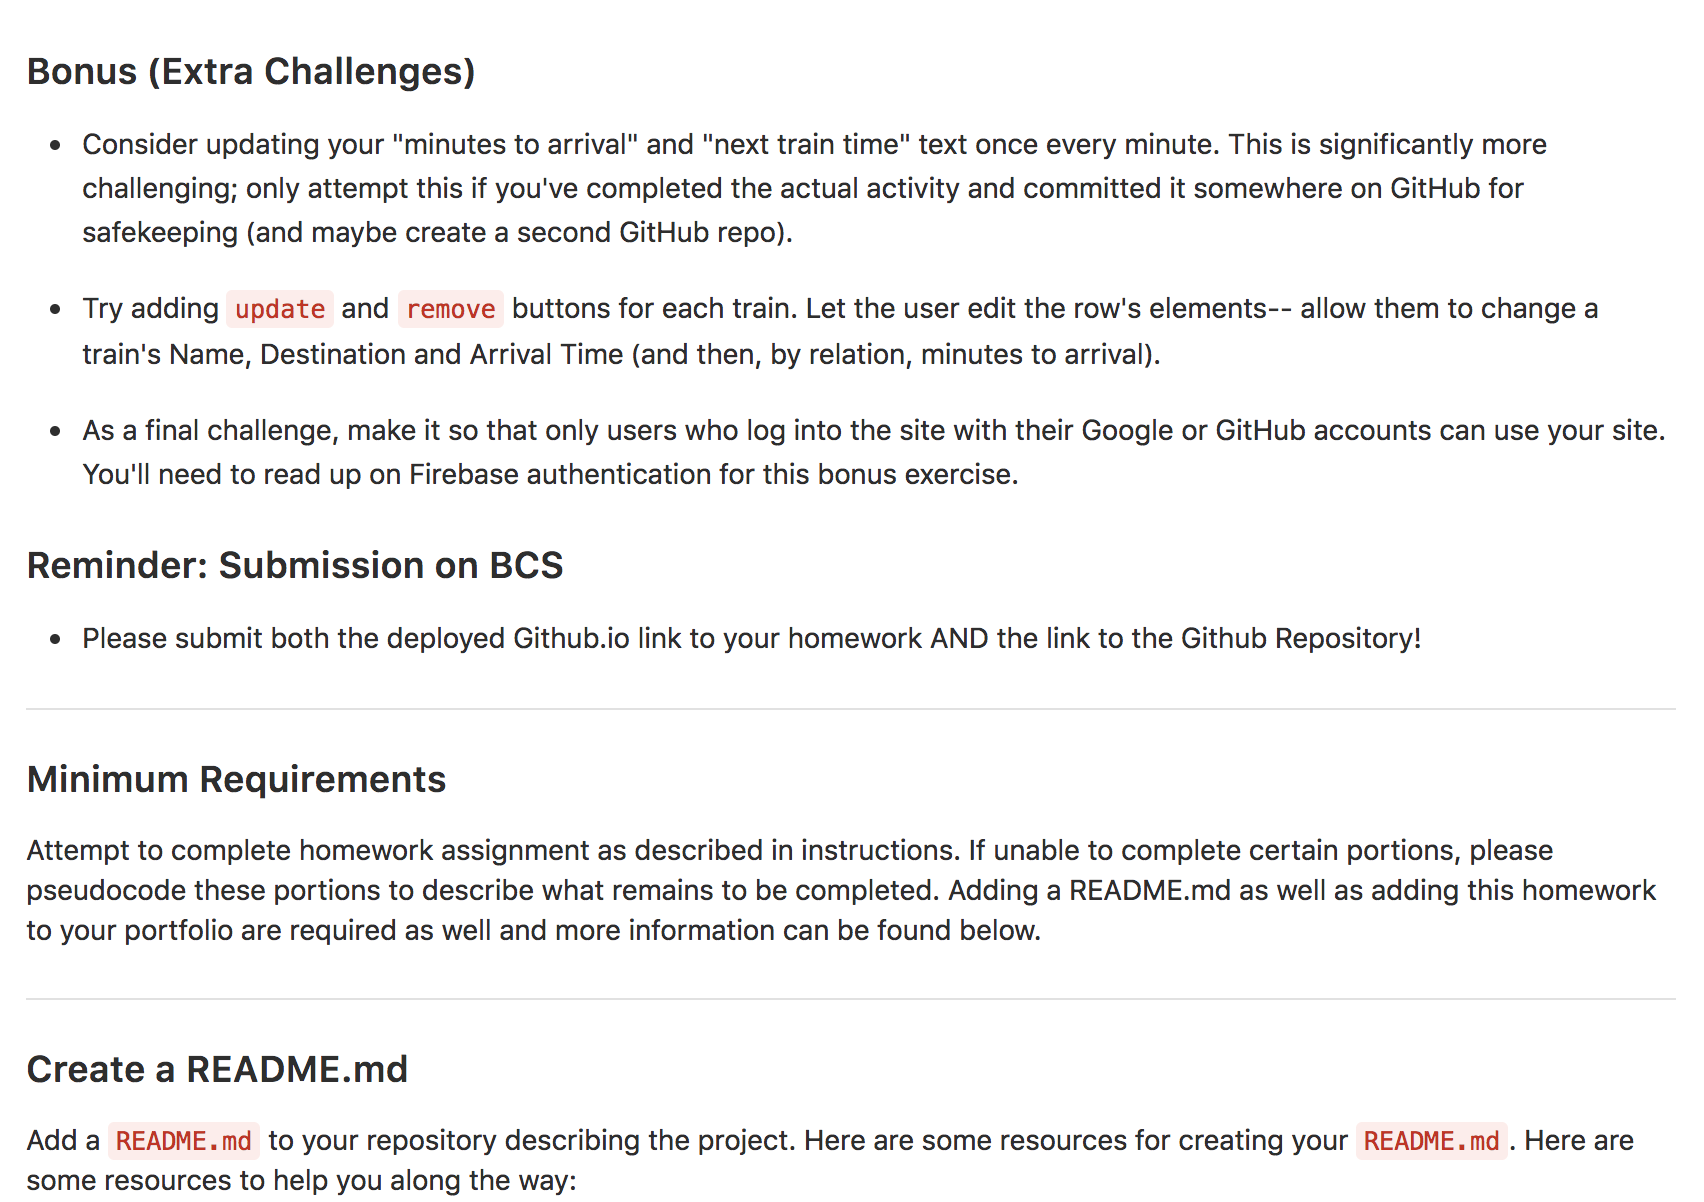 Bonus (Extra Challenges)
• Consider updating your "minutes to arrival" and "next train time" text once every minute. This is significantly more
challenging; only attempt this if you've completed the actual activity and committed it somewhere on GitHub for
safekeeping (and maybe create a second GitHub repo).
• Try adding update and remove buttons for each train. Let the user edit the row's elements-- allow them to change a
train's Name, Destination and Arrival Time (and then, by relation, minutes to arrival).
• As a final challenge, make it so that only users who log into the site with their Google or GitHub accounts can use your site.
You'll need to read up on Firebase authentication for this bonus exercise.
Reminder: Submission on BCS
• Please submit both the deployed Github.io link to your homework AND the link to the Github Repository!
Minimum Requirements
Attempt to complete homework assignment as described in instructions. If unable to complete certain portions, please
pseudocode these portions to describe what remains to be completed. Adding a README.md as well as adding this homework
to your portfolio are required as well and more information can be found below.
Create a README.md
Add a README.md to your repository describing the project. Here are some resources for creating your README.md. Here are
some resources to help you along the way: